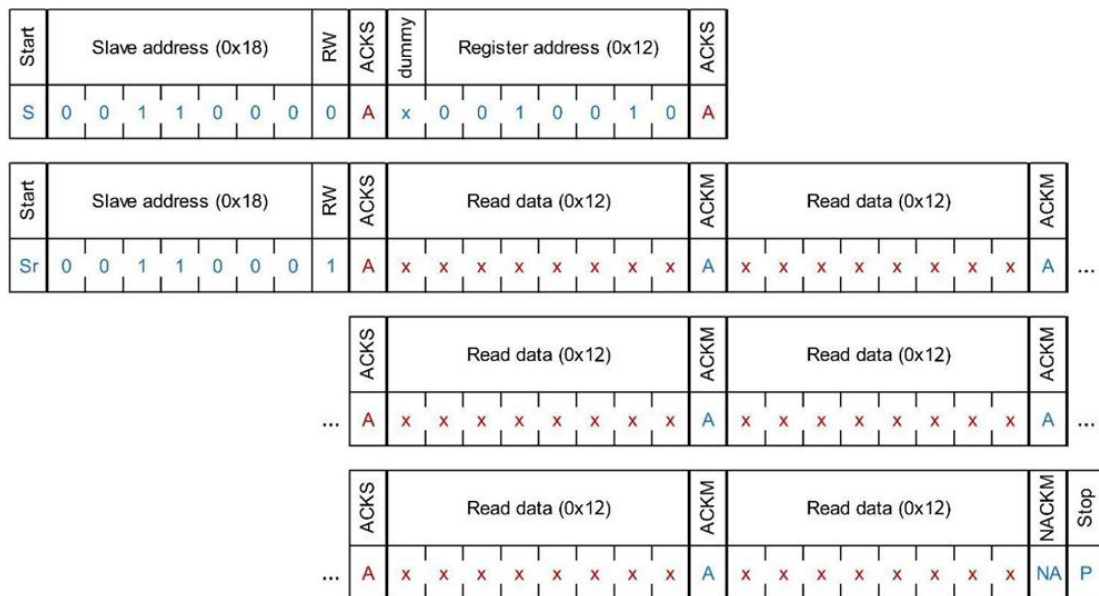 Start Slave address (0x18) RW ACKS dummy Register address (0x12) ACKS
S 0 0 1 1 0 0 0 0 A x 0 0 1 0 0 1 0 A
Start Slave address (0x18) RW ACKS Read data (0x12) ACKM Read data (0x12) ACKM
Sr 0 0 1 1 0 0 0 1 A x x x x x x x x A x x x x x x x x A ...
ACKS Read data (0x12) ACKM Read data (0x12) ACKM
... A x x x x x x x x A x x x x x x x x A ...
ACKS Read data (0x12) ACKM Read data (0x12) NACKM Stop
... A x x x x x x x x A x x x x x x x x NA P